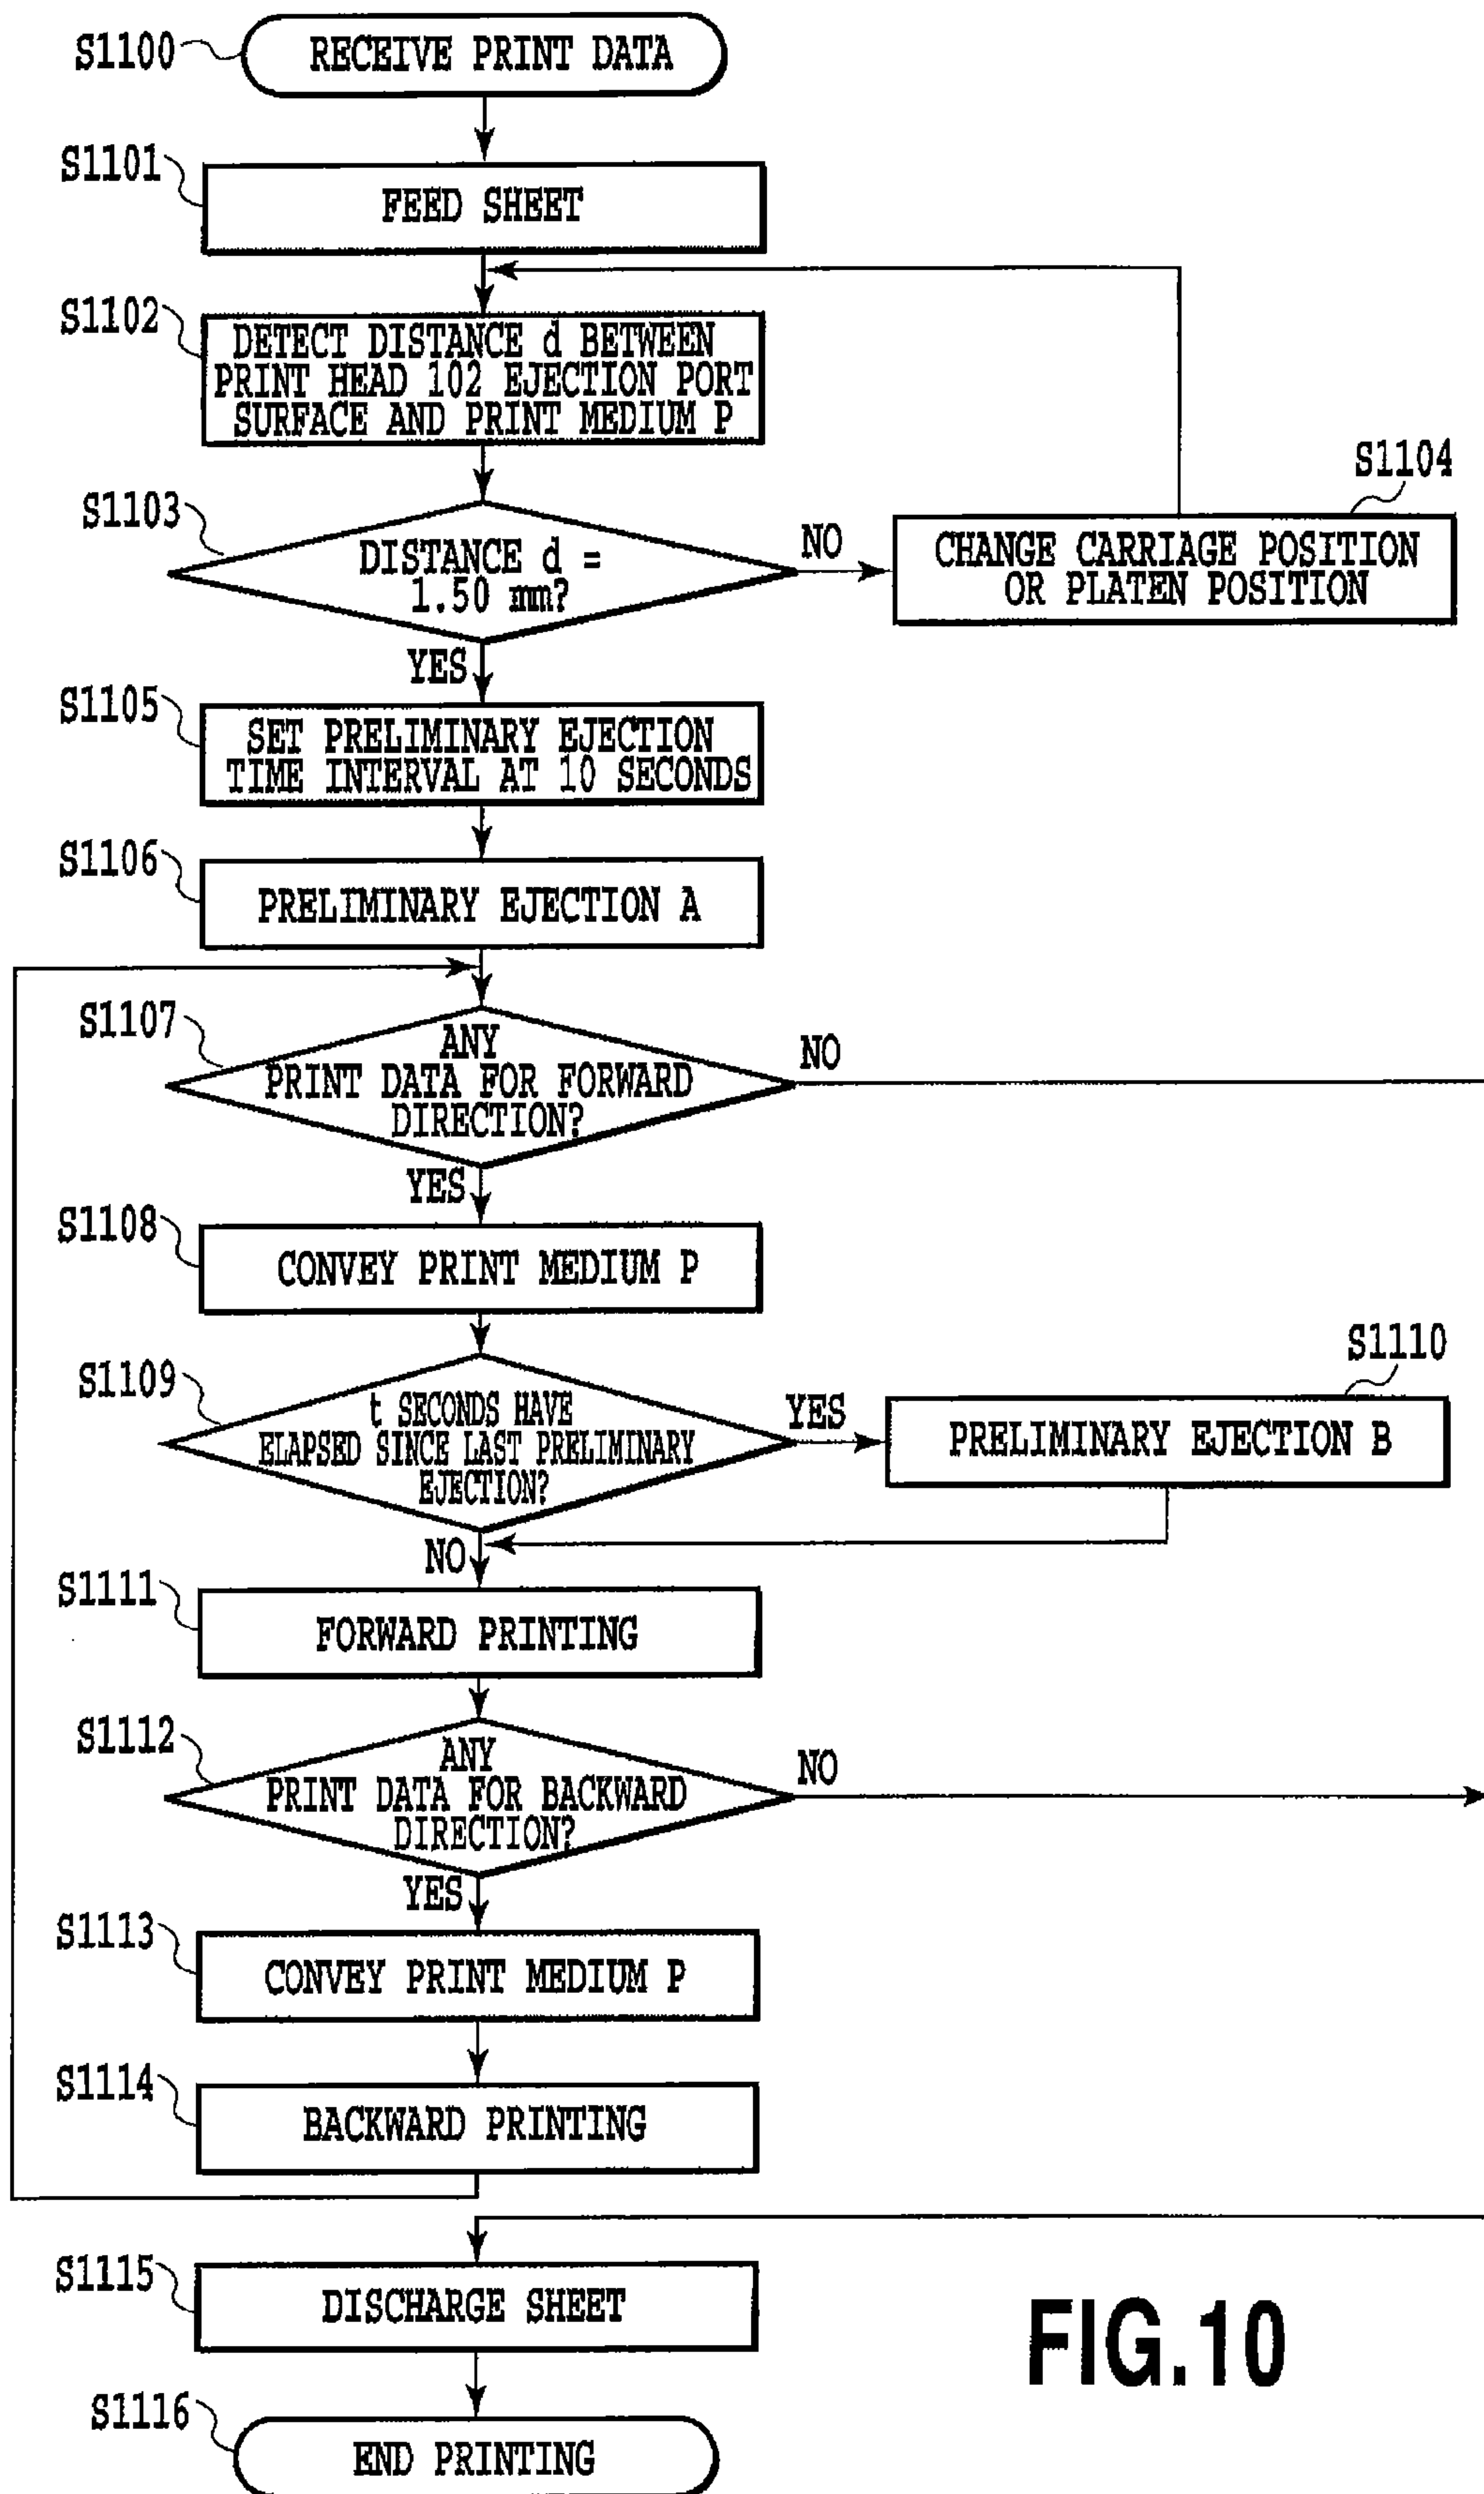 S1100
RECEIVE PRINT DATA
S1101
FEED SHEET
S1102
DETECT DISTANCE d BETWEEN
PRINT HEAD 102 EJECTION PORT
SURFACE AND PRINT MEDIUM P
S1103
DISTANCE d =
1.50 mm?
NO
S1104
CHANGE CARRIAGE POSITION
OR PLATEN POSITION
YES
S1105
SET PRELIMINARY EJECTION
TIME INTERVAL AT 10 SECONDS
S1106
PRELIMINARY EJECTION A
S1107
ANY
PRINT DATA FOR FORWARD
DIRECTION?
NO
YES
S1108
CONVEY PRINT MEDIUM P
S1109
t SECONDS HAVE
ELAPSED SINCE LAST PRELIMINARY
EJECTION?
YES
S1110
PRELIMINARY EJECTION B
NO
S1111
FORWARD PRINTING
S1112
ANY
PRINT DATA FOR BACKWARD
DIRECTION?
NO
YES
S1113
CONVEY PRINT MEDIUM P
S1114
BACKWARD PRINTING
S1115
DISCHARGE SHEET
S1116
END PRINTING
FIG.10